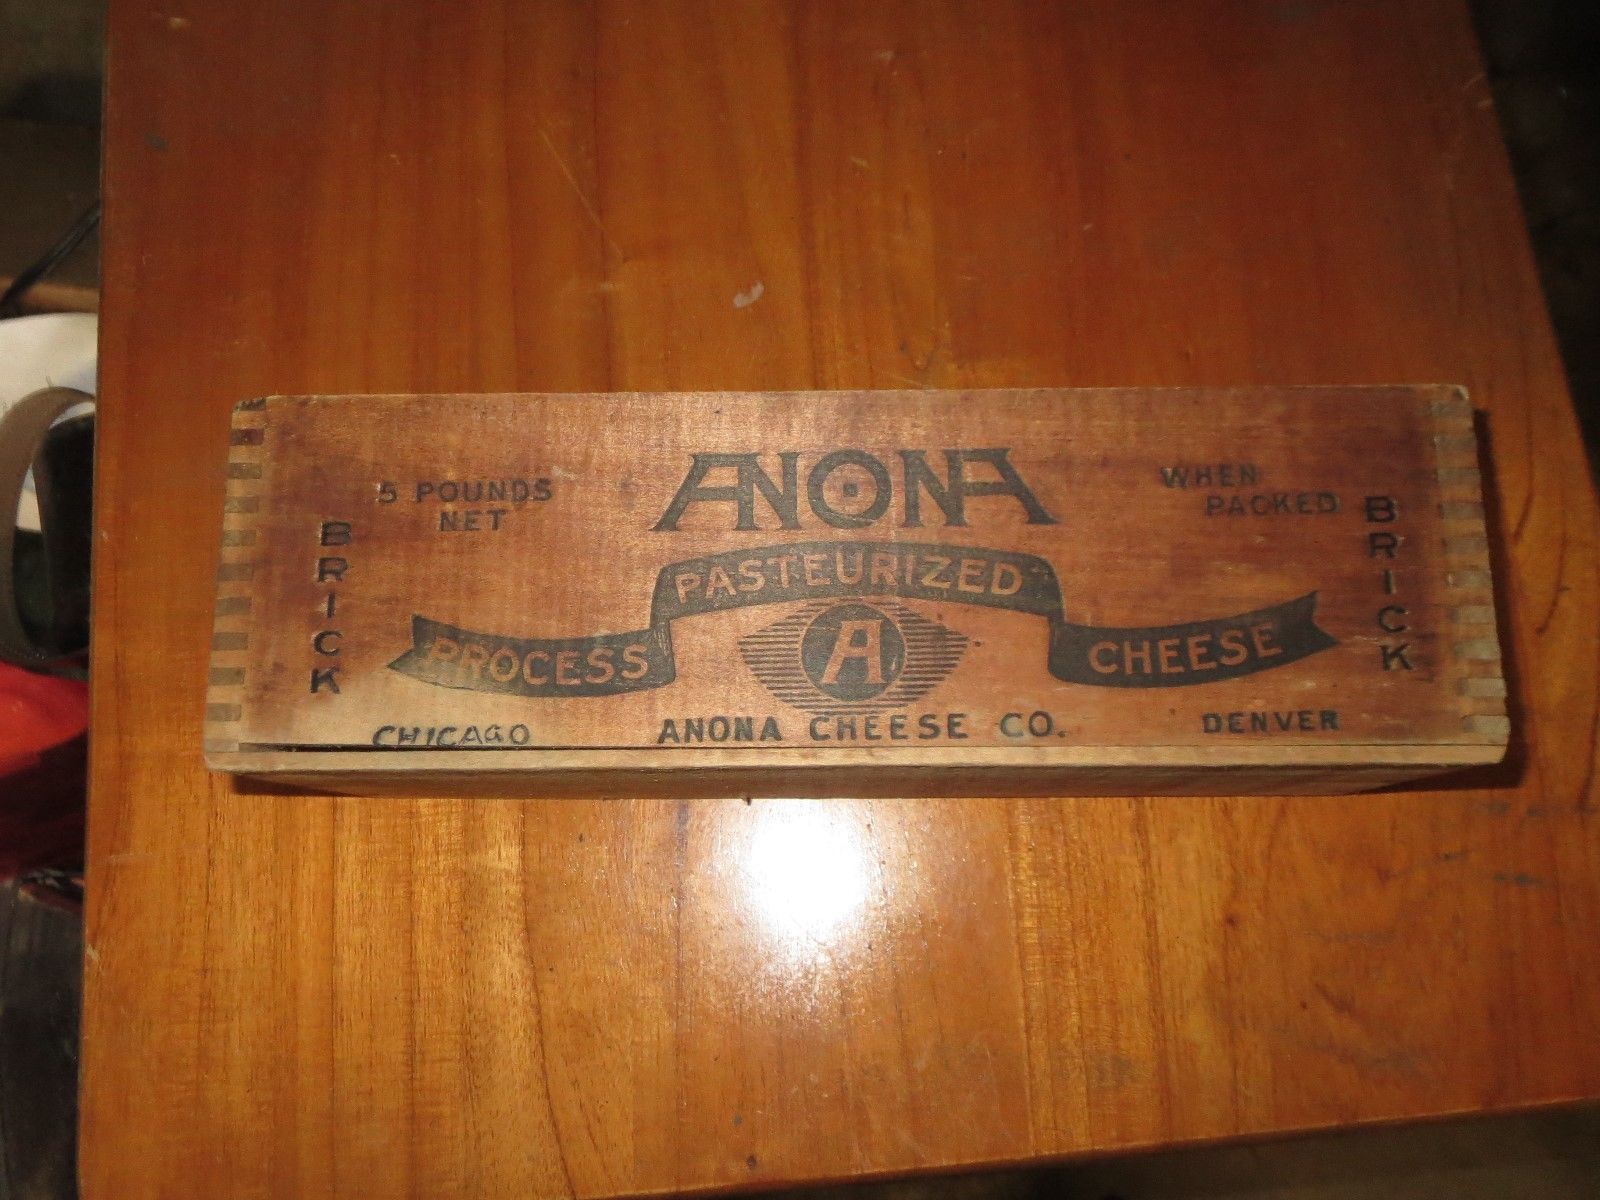 ANONA
5 POUNDS
NET
WHEN
PACKED
BRICK
BRICK
PROCESS PASTEURIZED CHEESE
A
CHICAGO
ANONA CHEESE CO.
DENVER